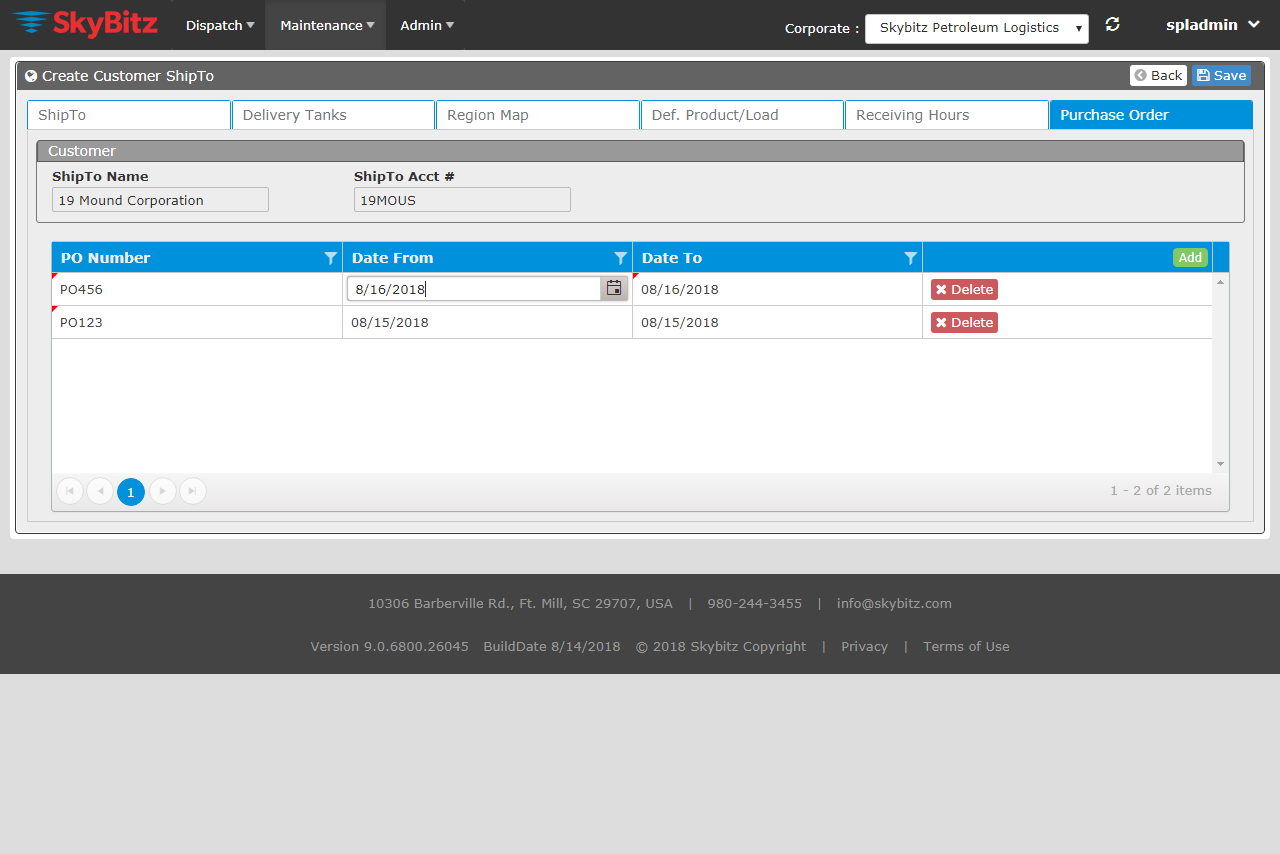 SkyBitz Dispatch Maintenance Admin Corporate : Skybitz Petroleum Logistics spladmin
Create Customer ShipTo Back Save
ShipTo Delivery Tanks Region Map Def. Product/Load Receiving Hours Purchase Order
Customer
ShipTo Name ShipTo Acct #
19 Mound Corporation 19MOUS
PO Number Date From Date To Add
PO456 8/16/2018 08/16/2018 Delete
PO123 08/15/2018 08/15/2018 Delete
1 1 - 2 of 2 items
10306 Barberville Rd., Ft. Mill, SC 29707, USA | 980-244-3455 | info@skybitz.com
Version 9.0.6800.26045 BuildDate 8/14/2018 © 2018 Skybitz Copyright | Privacy | Terms of Use